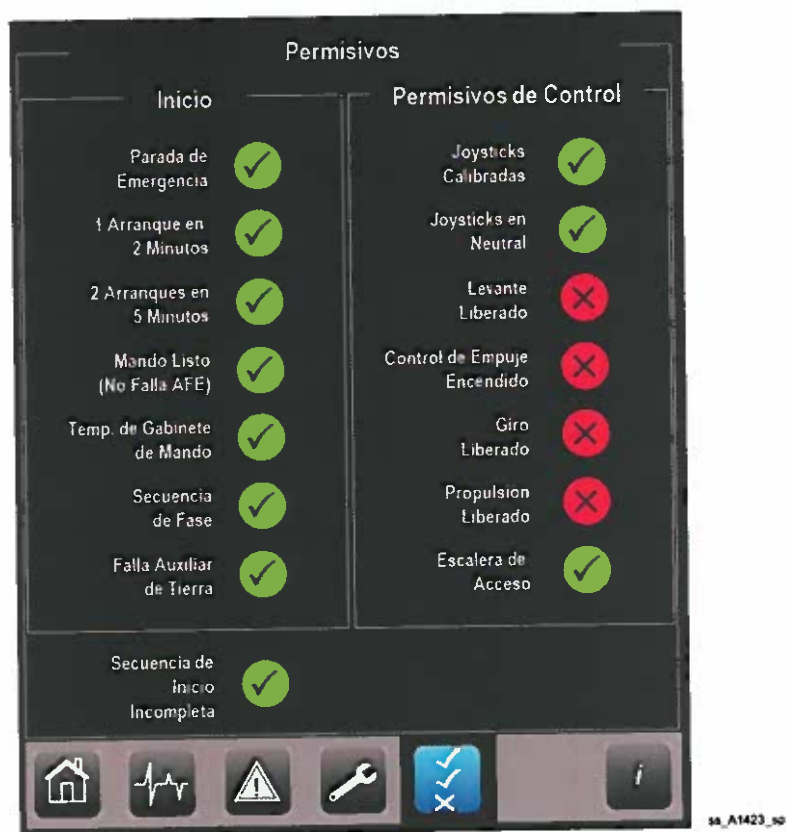 Permisivos
Inicio
Parada de
Emergencia
1 Arranque en
2 Minutos
2 Arranques en
5 Minutos
Mando Listo
(No Falla AFE)
Temp. de Gabinete
de Mando
Secuencia
de Fase
Falla Auxiliar
de Tierra
Secuencia de
Inicio
Incompleta
Permisivos de Control
Joysticks
Calibradas
Joysticks en
Neutral
Levante
Liberado
Control de Empuje
Encendido
Giro
Liberado
Propulsion
Liberado
Escalera de
Acceso
i
sa_A1423_sp